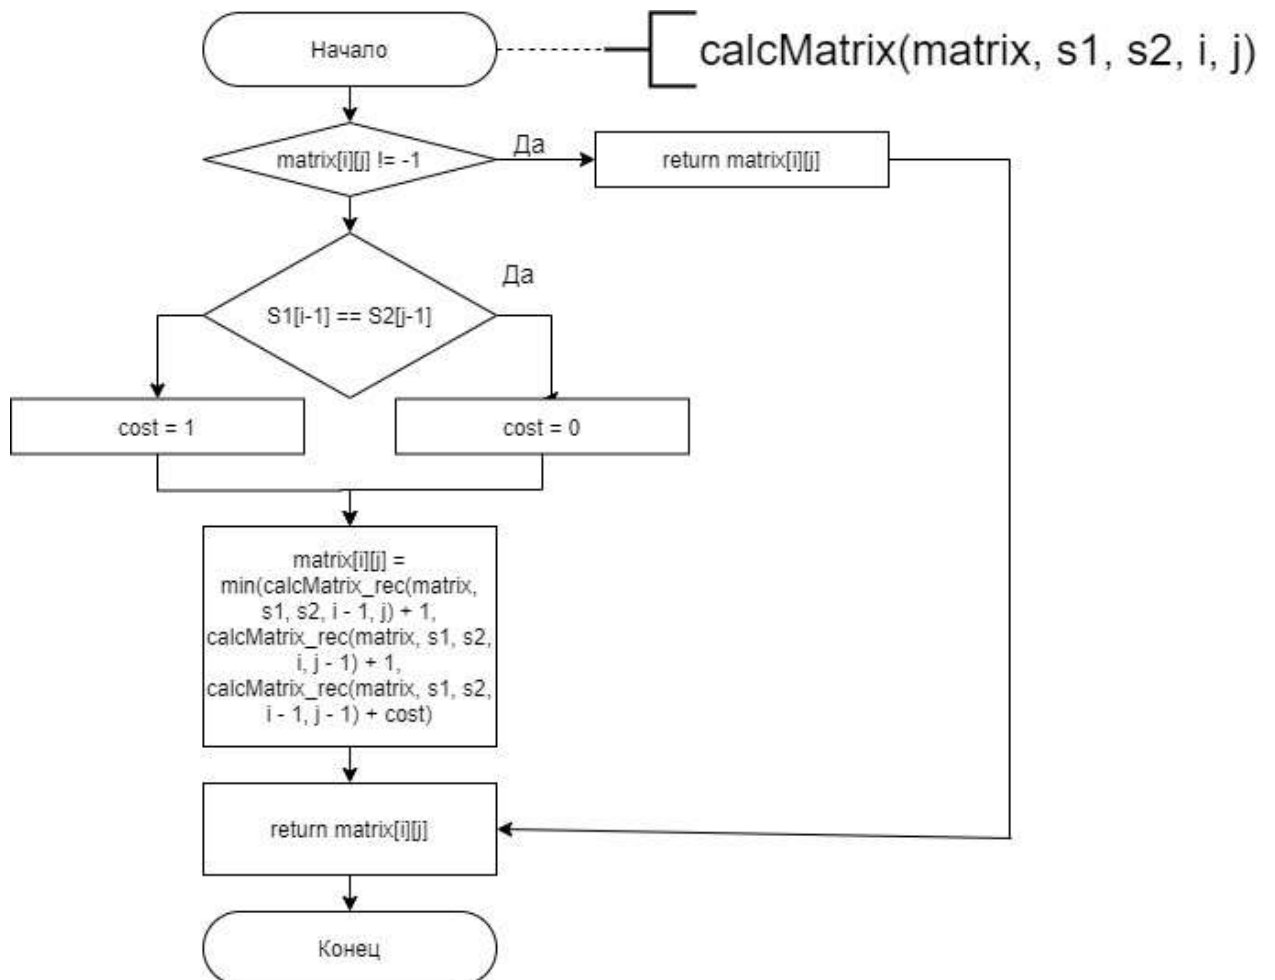 Начало
calcMatrix(matrix, s1, s2, i, j)
matrix[i][j] != -1
Да
return matrix[i][j]
Да
S1[i-1] == S2[j-1]
cost = 1
cost = 0
matrix[i][j] =
min(calcMatrix_rec(matrix,
s1, s2, i - 1, j) + 1,
calcMatrix_rec(matrix, s1, s2,
i, j - 1) + 1,
calcMatrix_rec(matrix, s1, s2,
i - 1, j - 1) + cost)
return matrix[i][j]
Конец